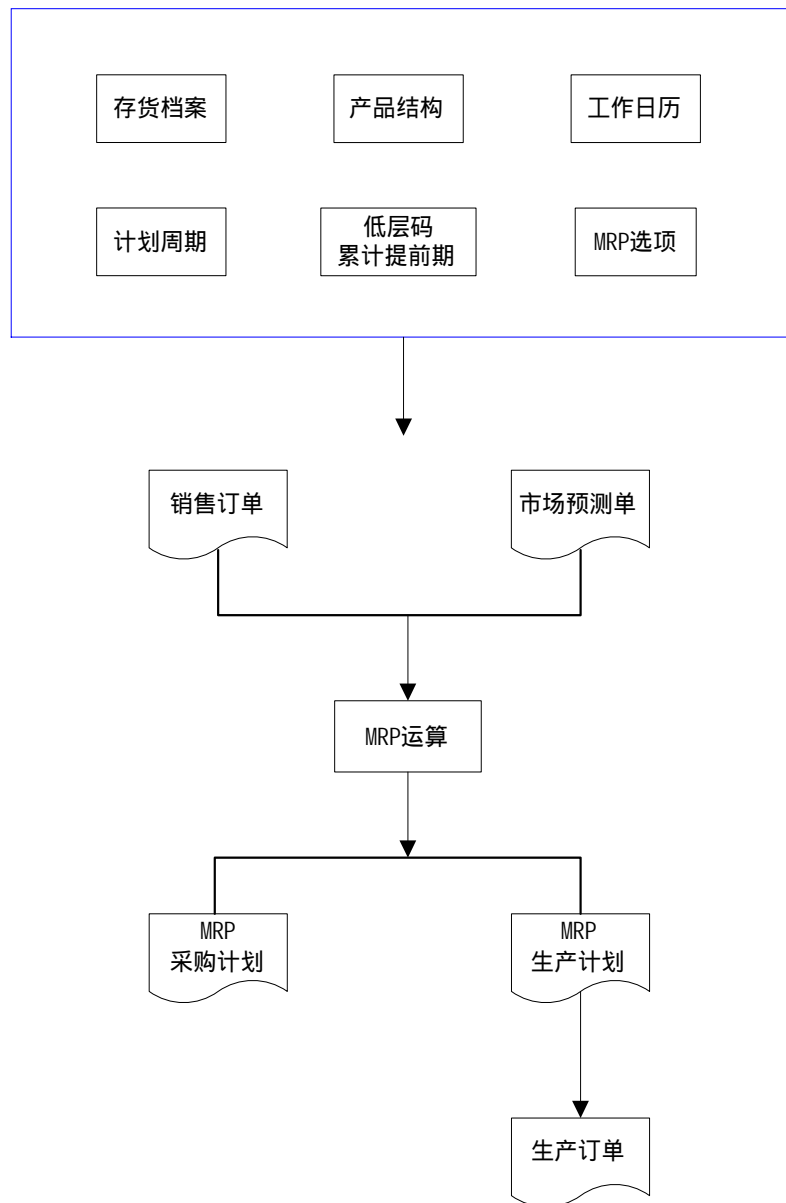 存货档案
产品结构
工作日历
计划周期
低层码
累计提前期
MRP选项
销售订单
市场预测单
MRP运算
MRP
采购计划
MRP
生产计划
生产订单